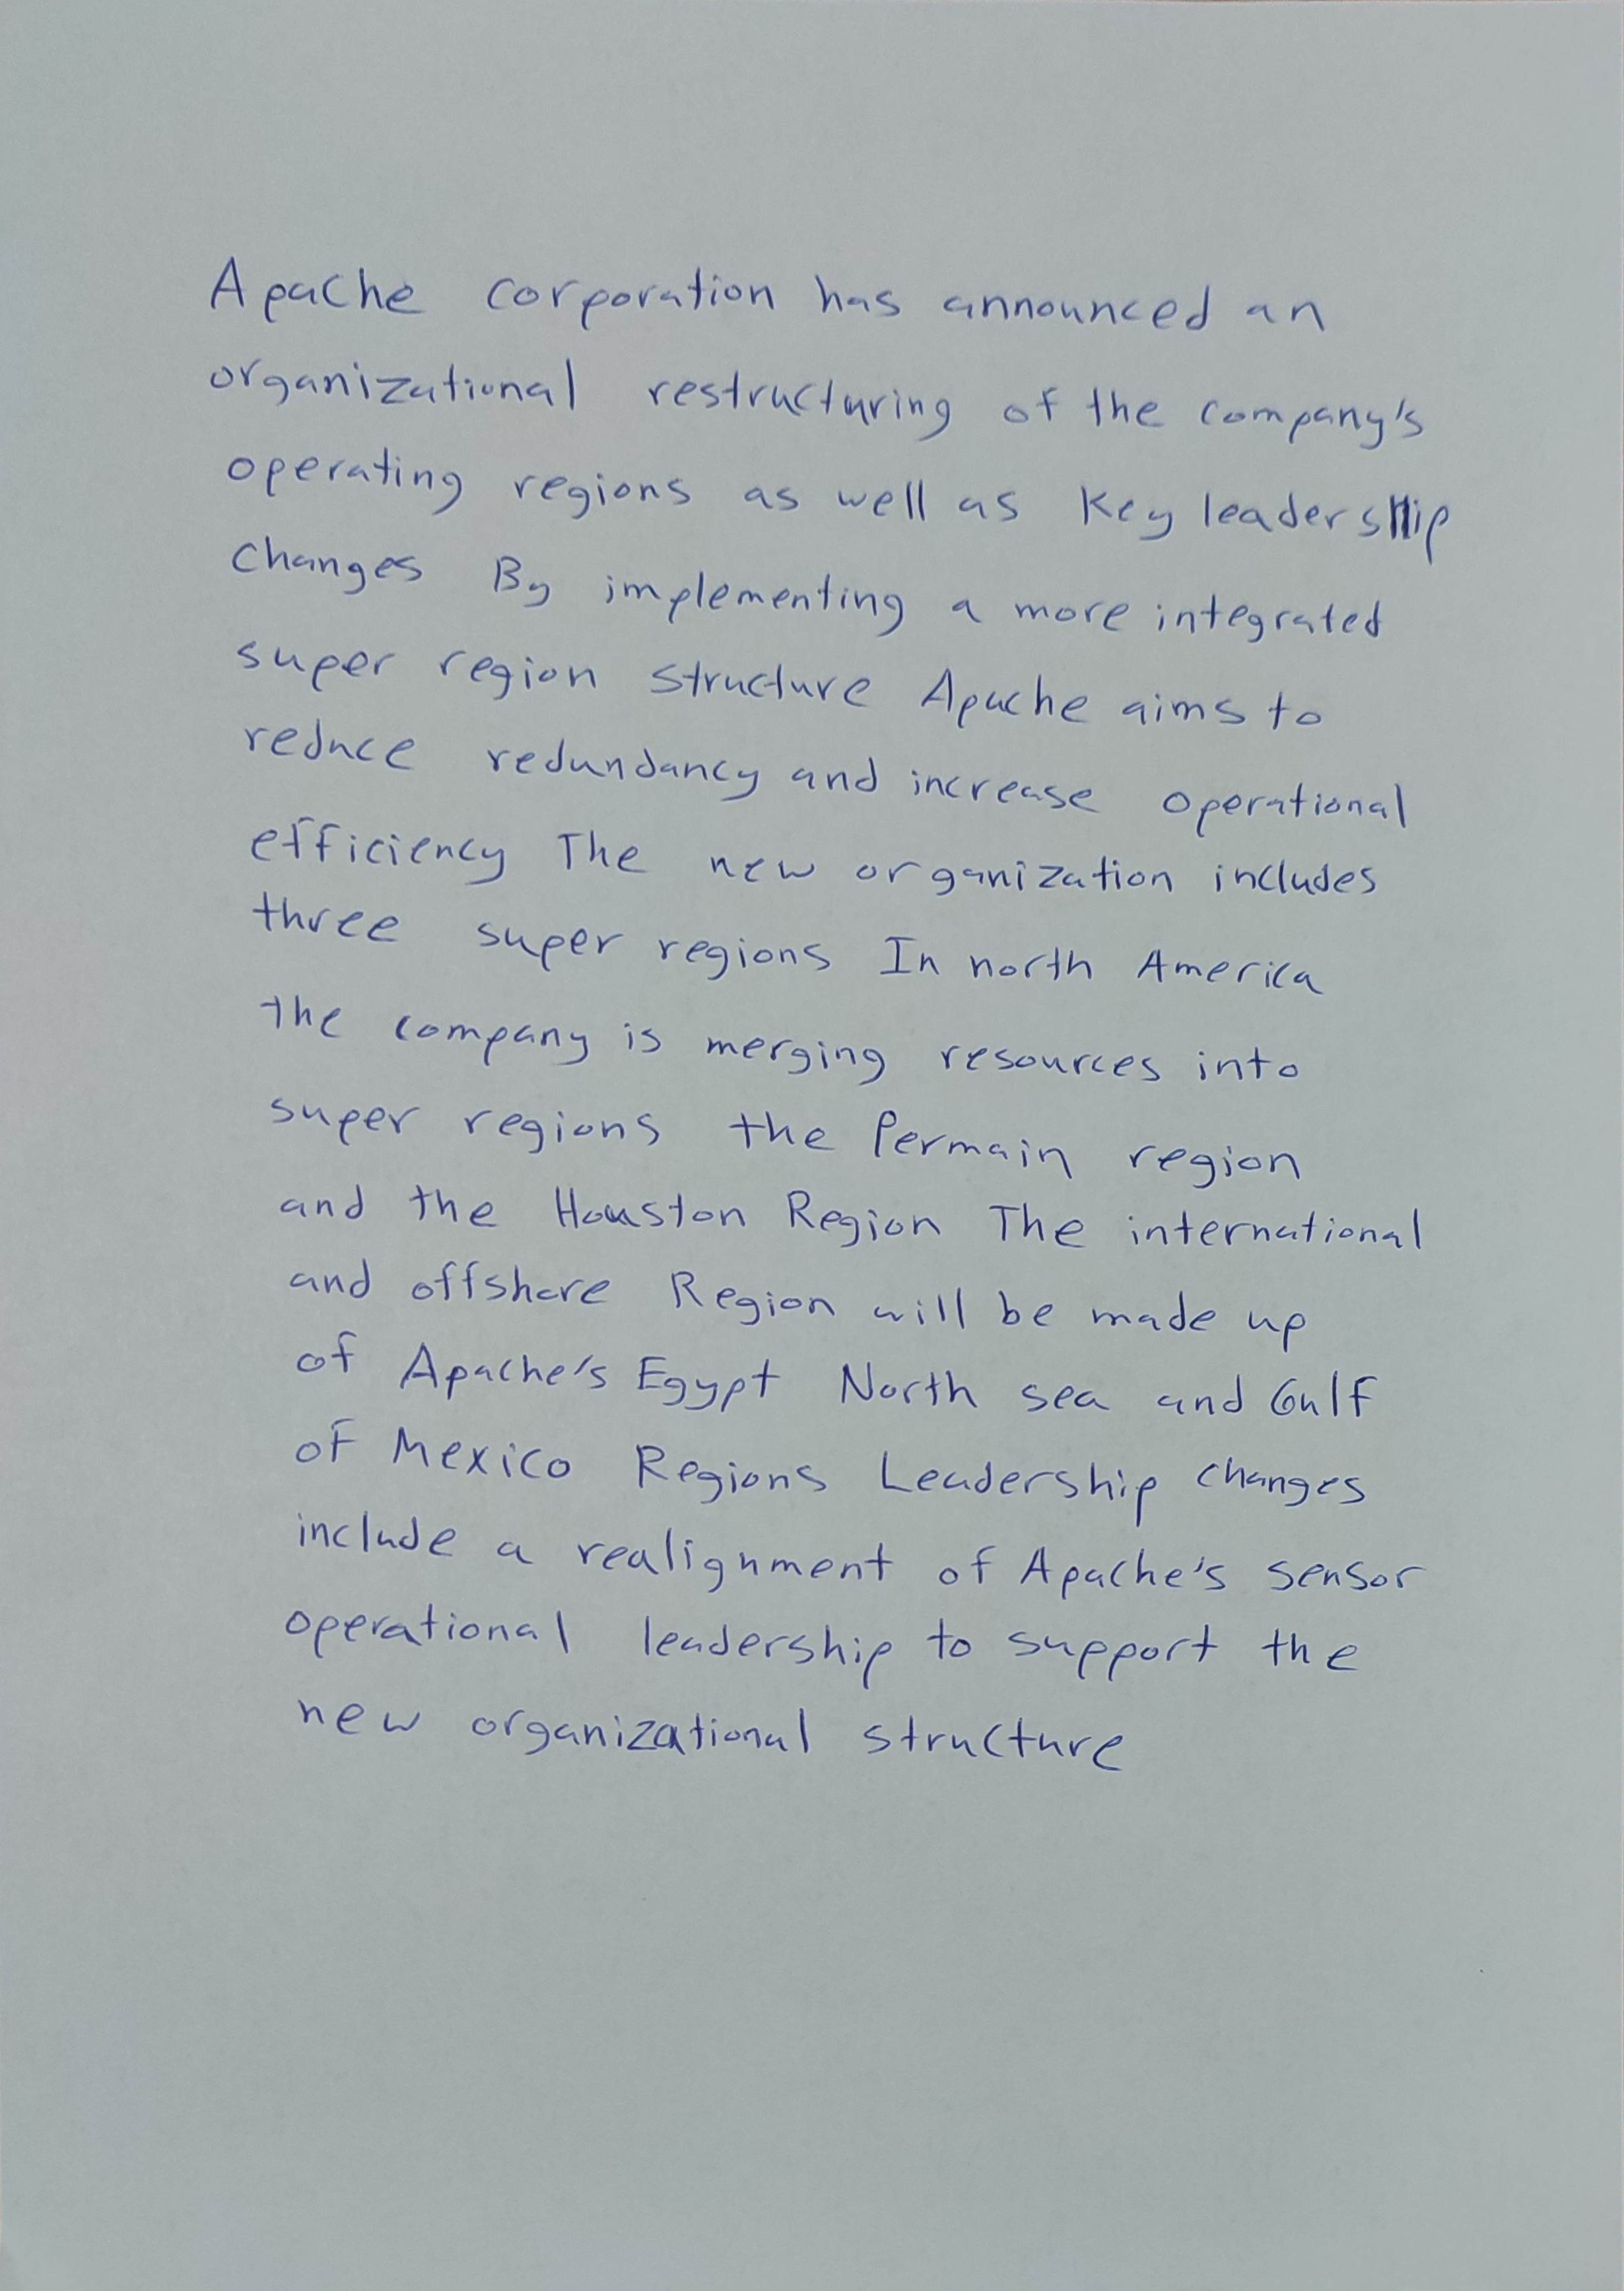 Apache corporation has announced an
organizational restructuring of the company's
operating regions as well as Key leadership
Changes By implementing a more integrated
super region structure Apache aims to
reduce redundancy and increase operational
efficiency The new organization includes
three super regions In north America
the company is merging resources into
super regions the Permain region
and the Houston Region The international
and offshore Region will be made up
of Apache's Egypt North sea and Gulf
of Mexico Regions Leadership changes
include a realignment of Apache's sensor
operational leadership to support the
new organizational structure